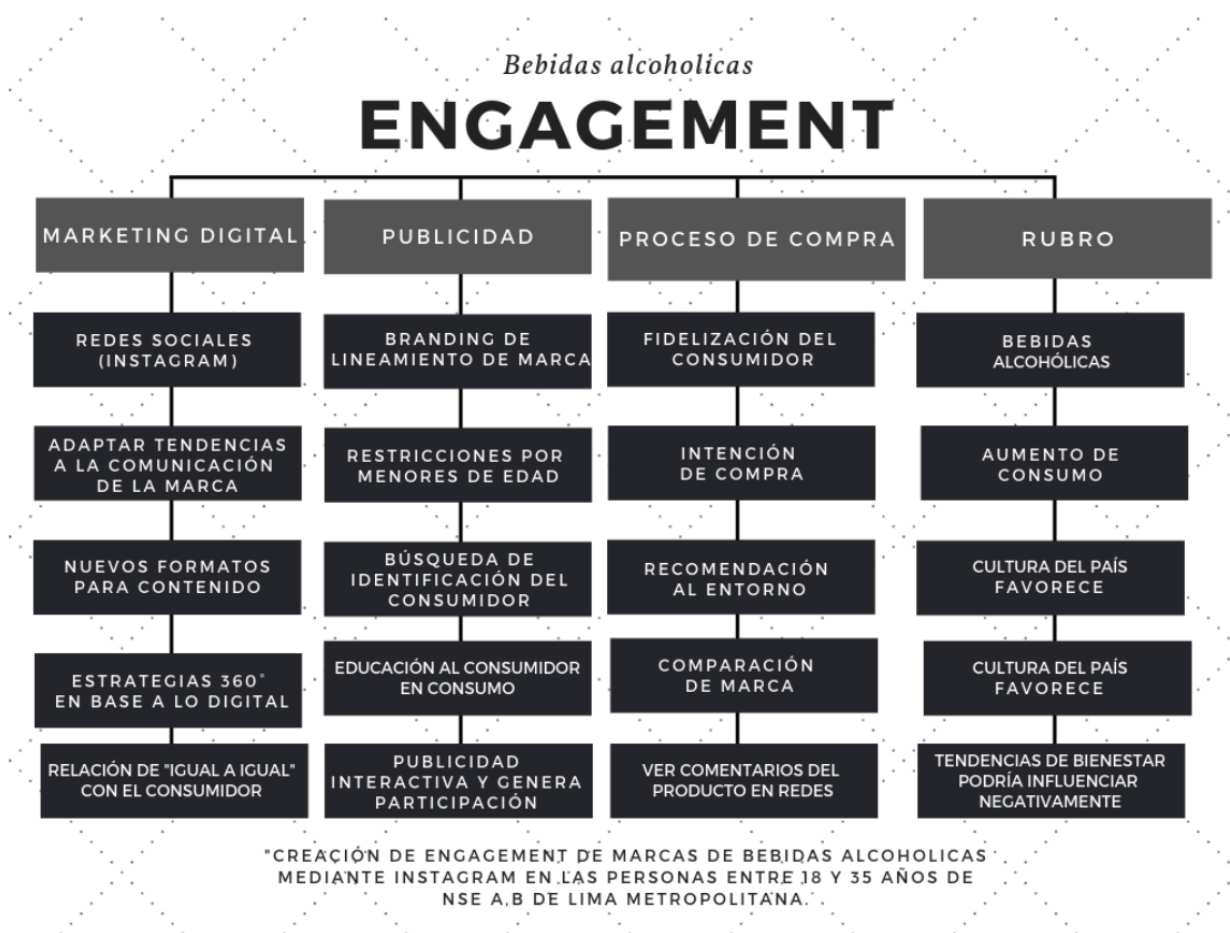 Bebidas alcoholicas
ENGAGEMENT
MARKETING DIGITAL
REDES SOCIALES
(INSTAGRAM)
ADAPTAR TENDENCIAS
A LA COMUNICACIÓN
DE LA MARCA
NUEVOS FORMATOS
PARA CONTENIDO
ESTRATEGIAS 360°
EN BASE A LO DIGITAL
RELACIÓN DE "IGUAL A IGUAL"
CON EL CONSUMIDOR
PUBLICIDAD
BRANDING DE
LINEAMIENTO DE MARCA
RESTRICCIONES POR
MENORES DE EDAD
BÚSQUEDA DE
IDENTIFICACIÓN DEL
CONSUMIDOR
EDUCACIÓN AL CONSUMIDOR
EN CONSUMO
PUBLICIDAD
INTERACTIVA Y GENERA
PARTICIPACIÓN
PROCESO DE COMPRA
FIDELIZACIÓN DEL
CONSUMIDOR
INTENCIÓN
DE COMPRA
RECOMENDACIÓN
AL ENTORNO
COMPARACIÓN
DE MARCA
VER COMENTARIOS DEL
PRODUCTO EN REDES
RUBRO
BEBIDAS
ALCOHÓLICAS
AUMENTO DE
CONSUMO
CULTURA DEL PAÍS
FAVORECE
CULTURA DEL PAÍS
FAVORECE
TENDENCIAS DE BIENESTAR
PODRÍA INFLUENCIAR
NEGATIVAMENTE
"CREACIÓN DE ENGAGEMENT DE MARCAS DE BEBIDAS ALCOHOLICAS
MEDIANTE INSTAGRAM EN LAS PERSONAS ENTRE 18 Y 35 AÑOS DE
NSE A,B DE LIMA METROPOLITANA.